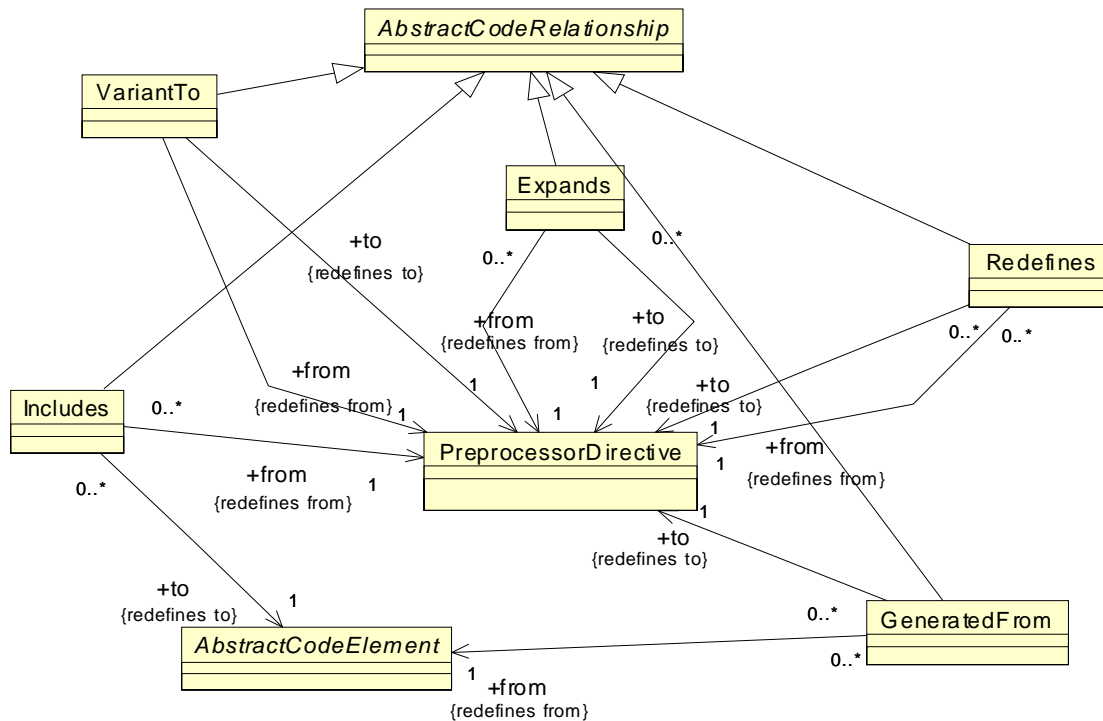 AbstractCodeRelationship
VariantTo
Expands
+to
{redefines to}
0..*
0..*
Redefines
+from
{redefines from}
+to
{redefines to}
0..*
0..*
+from
{redefines from}
1
1
+to
{redefines to}
Includes
0..*
1
1
1
PreprocessorDirective
+from
{redefines from}
1
+from
{redefines from}
1
0..*
1
+to
{redefines to}
+to
{redefines to}
1
0..*
GeneratedFrom
AbstractCodeElement
1
0..*
+from
{redefines from}